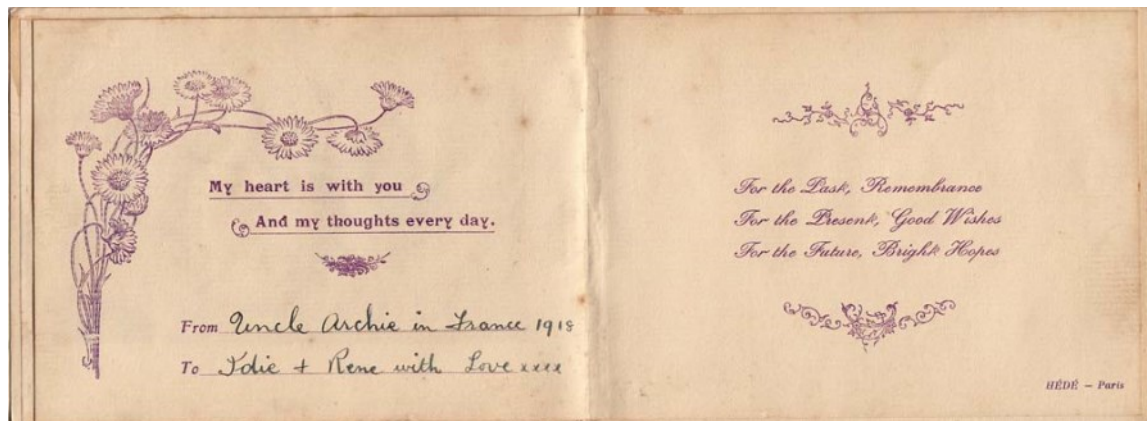 My heart is with you
And my thoughts every day.
From Uncle Archie in France 1918
To Idie + Rene with Love xxxx
For the Past, Remembrance
For the Present, Good Wishes
For the Future, Bright Hopes
HÉDÉ – Paris